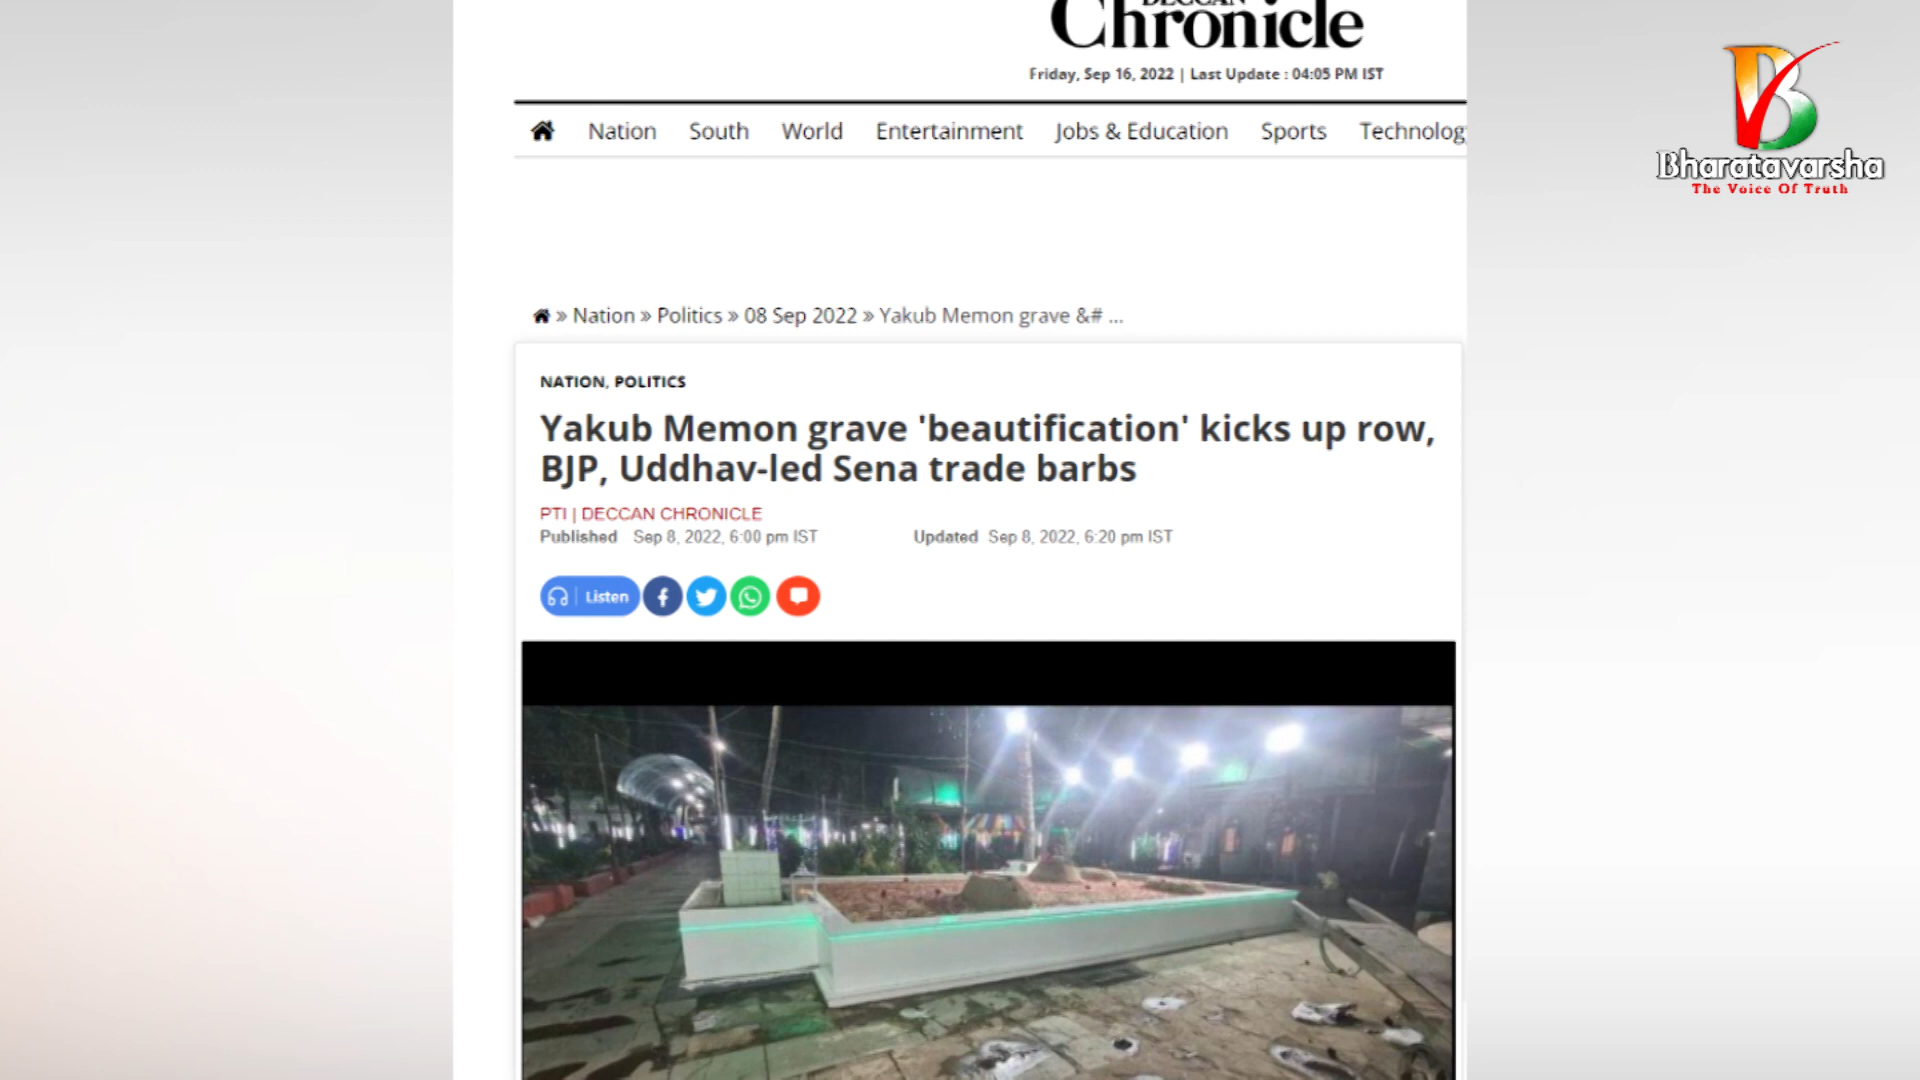 DECCAN
Chronicle
Friday, Sep 16, 2022 | Last Update : 04:05 PM IST
Nation South World Entertainment Jobs & Education Sports Technolog
Bharatavarsha
The Voice Of Truth
» Nation » Politics » 08 Sep 2022 » Yakub Memon grave &# ...
NATION, POLITICS
Yakub Memon grave 'beautification' kicks up row,
BJP, Uddhav-led Sena trade barbs
PTI | DECCAN CHRONICLE
Published Sep 8, 2022, 6:00 pm IST Updated Sep 8, 2022, 6:20 pm IST
Listen